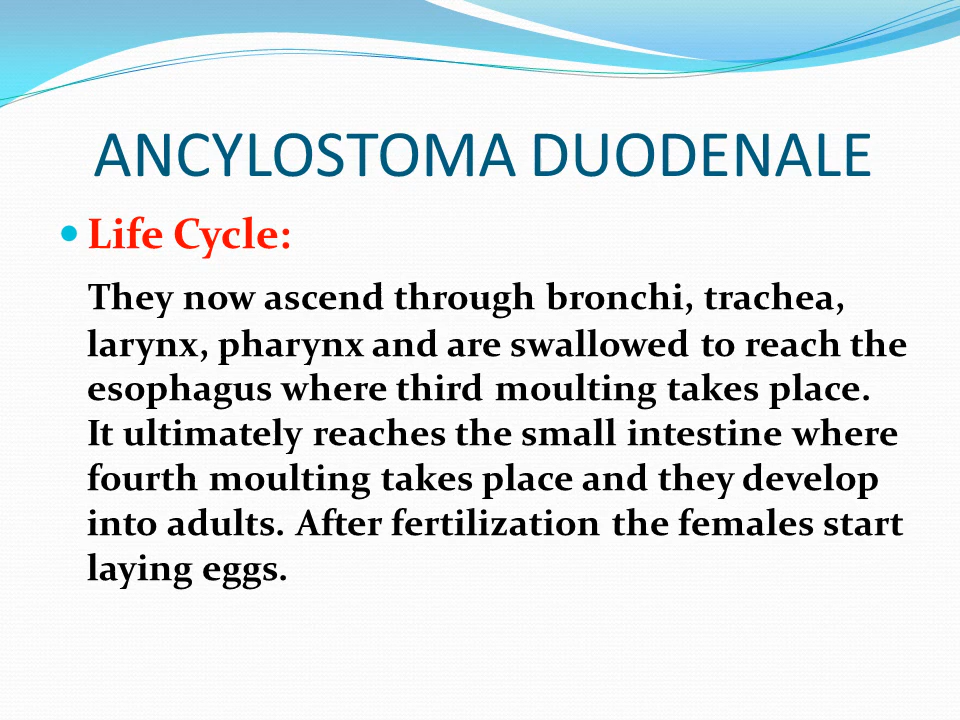 ANCYLOSTOMA DUODENALE
Life Cycle:
They now ascend through bronchi, trachea,
larynx, pharynx and are swallowed to reach the
esophagus where third moulting takes place.
It ultimately reaches the small intestine where
fourth moulting takes place and they develop
into adults. After fertilization the females start
laying eggs.